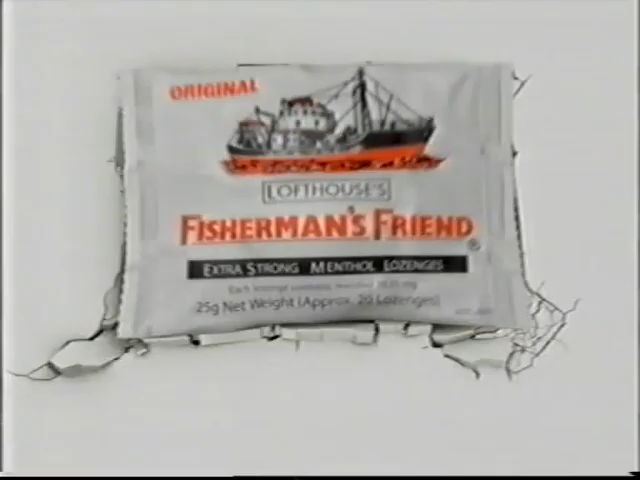 ORIGINAL
LOFTHOUSE'S
FISHERMAN'S FRIEND
®
EXTRA STRONG MENTHOL LOZENGES
25g Net Weight (Approx. 20 Lozenges)